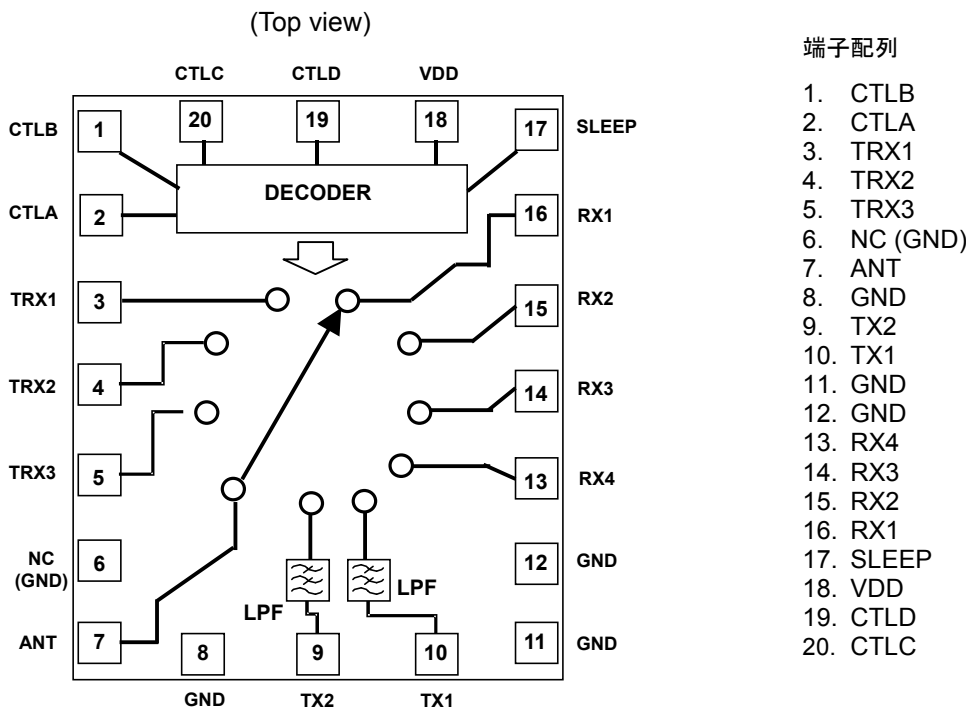 (Top view)
CTLC CTLD VDD
CTLB 1 20 19 18 17 SLEEP
DECODER
CTLA 2 16 RX1
TRX1 3 15 RX2
TRX2 4 14 RX3
TRX3 5 13 RX4
NC
(GND)
6 12 GND
LPF LPF
ANT 7 8 9 10 11 GND
GND TX2 TX1
端子配列
1. CTLB
2. CTLA
3. TRX1
4. TRX2
5. TRX3
6. NC (GND)
7. ANT
8. GND
9. TX2
10. TX1
11. GND
12. GND
13. RX4
14. RX3
15. RX2
16. RX1
17. SLEEP
18. VDD
19. CTLD
20. CTLC